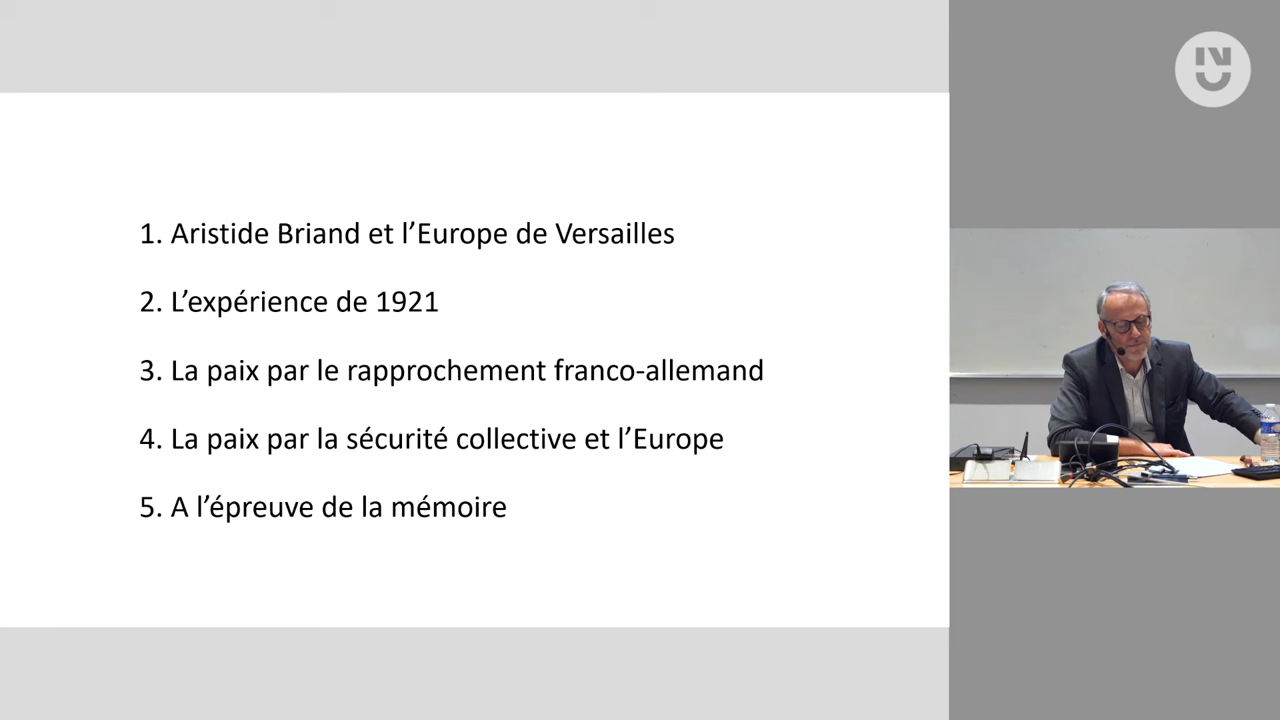 1. Aristide Briand et l’Europe de Versailles
2. L’expérience de 1921
3. La paix par le rapprochement franco-allemand
4. La paix par la sécurité collective et l’Europe
5. A l’épreuve de la mémoire